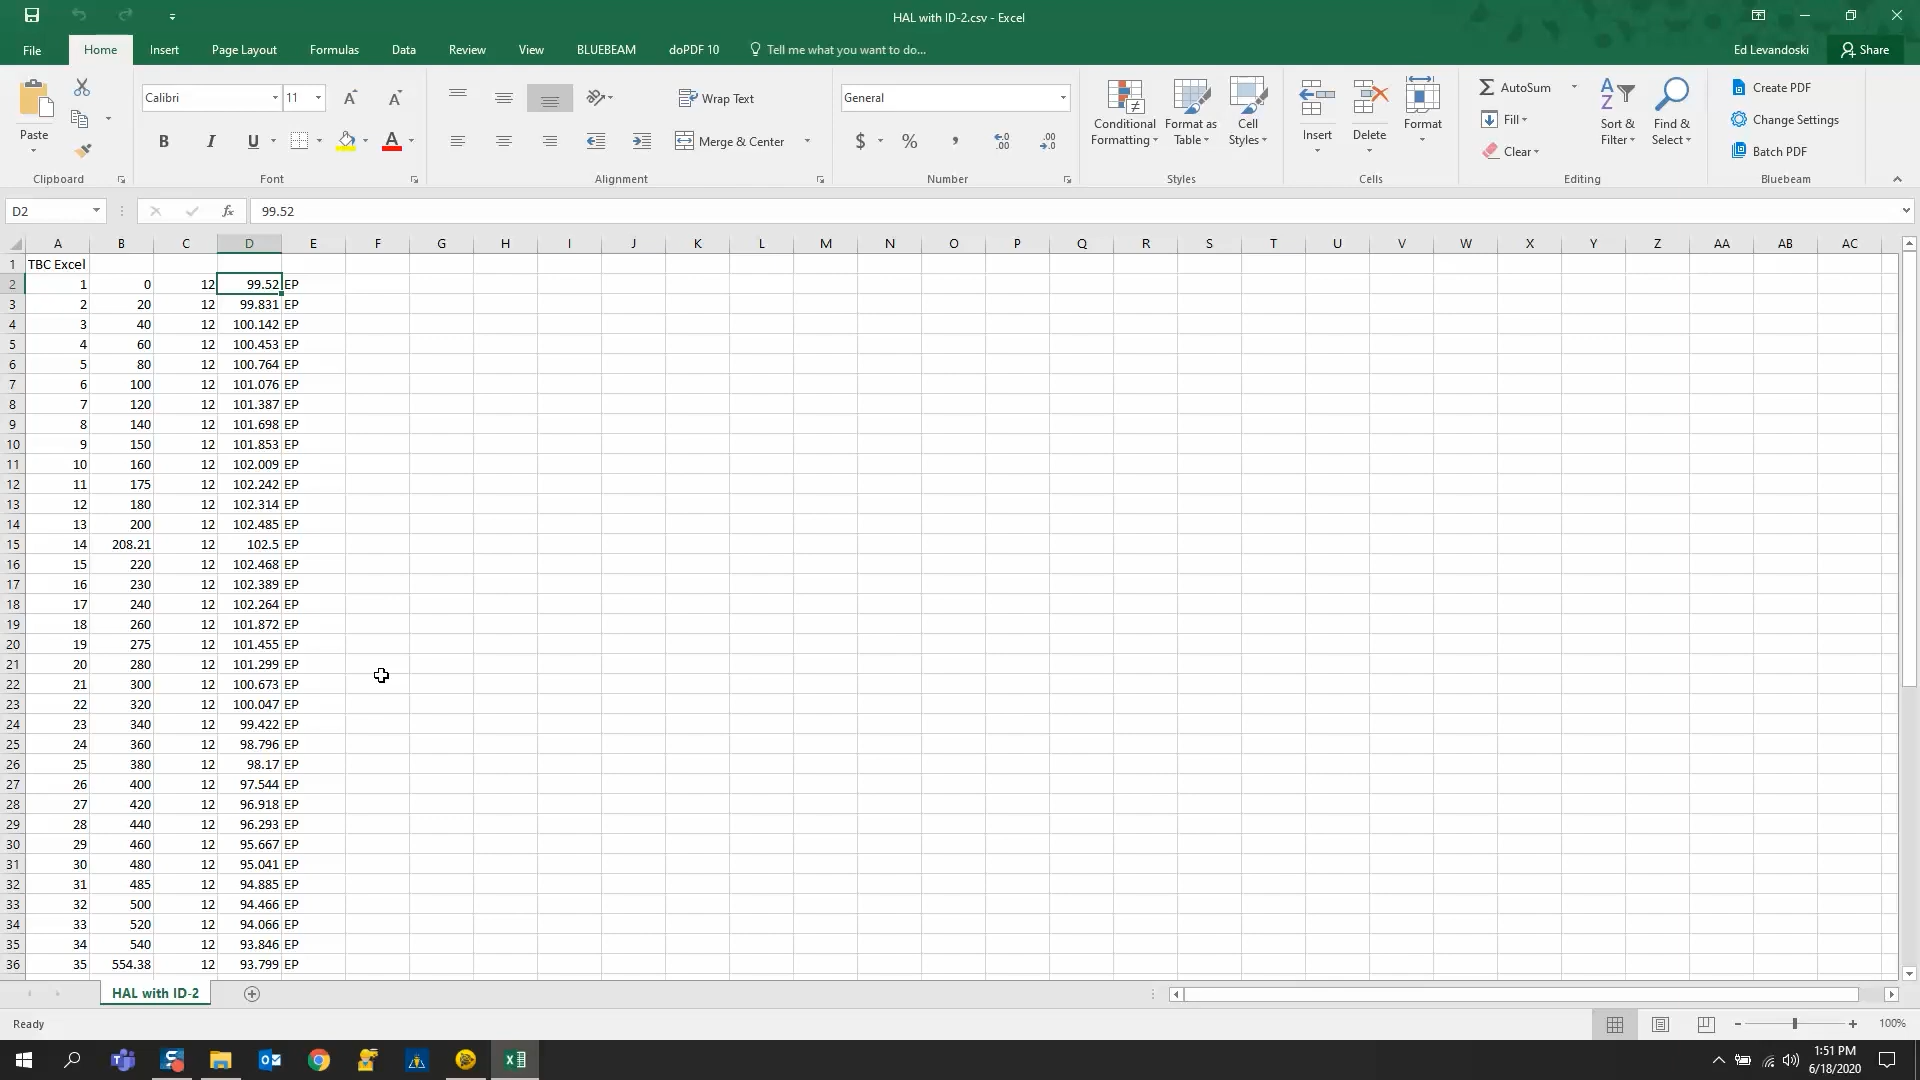 HAL with ID-2.csv - Excel
File Home Insert Page Layout Formulas Data Review View BLUEBEAM doPDF 10 Tell me what you want to do... Ed Levandoski Share
Paste
Clipboard
Calibri 11 A A
B I U A
Font
Wrap Text
Merge & Center
Alignment
General
$ % , .00
Number
Conditional Formatting
Format as Table
Cell Styles
Styles
Insert Delete Format
Cells
AutoSum
Fill
Clear
Sort & Filter
Find & Select
Editing
Create PDF
Change Settings
Batch PDF
Bluebeam
D2 fx 99.52
A B C D E F G H I J K L M N O P Q R S T U V W X Y Z AA AB AC
1 TBC Excel
2 1 0 12 99.52 EP
3 2 20 12 99.831 EP
4 3 40 12 100.142 EP
5 4 60 12 100.453 EP
6 5 80 12 100.764 EP
7 6 100 12 101.076 EP
8 7 120 12 101.387 EP
9 8 140 12 101.698 EP
10 9 150 12 101.853 EP
11 10 160 12 102.009 EP
12 11 175 12 102.242 EP
13 12 180 12 102.314 EP
14 13 200 12 102.485 EP
15 14 208.21 12 102.5 EP
16 15 220 12 102.468 EP
17 16 230 12 102.389 EP
18 17 240 12 102.264 EP
19 18 260 12 101.872 EP
20 19 275 12 101.455 EP
21 20 280 12 101.299 EP
22 21 300 12 100.673 EP
23 22 320 12 100.047 EP
24 23 340 12 99.422 EP
25 24 360 12 98.796 EP
26 25 380 12 98.17 EP
27 26 400 12 97.544 EP
28 27 420 12 96.918 EP
29 28 440 12 96.293 EP
30 29 460 12 95.667 EP
31 30 480 12 95.041 EP
32 31 485 12 94.885 EP
33 32 500 12 94.466 EP
34 33 520 12 94.066 EP
35 34 540 12 93.846 EP
36 35 554.38 12 93.799 EP
HAL with ID-2
Ready 100%
1:51 PM
6/18/2020